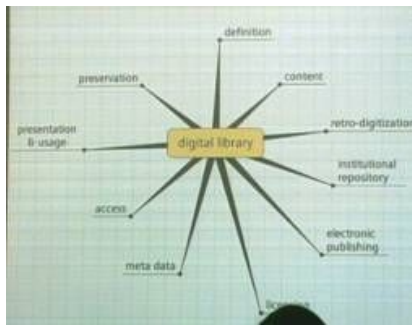 definition
preservation
content
retro-digitization
presentation
& usage
digital library
institutional
repository
access
electronic
publishing
meta data